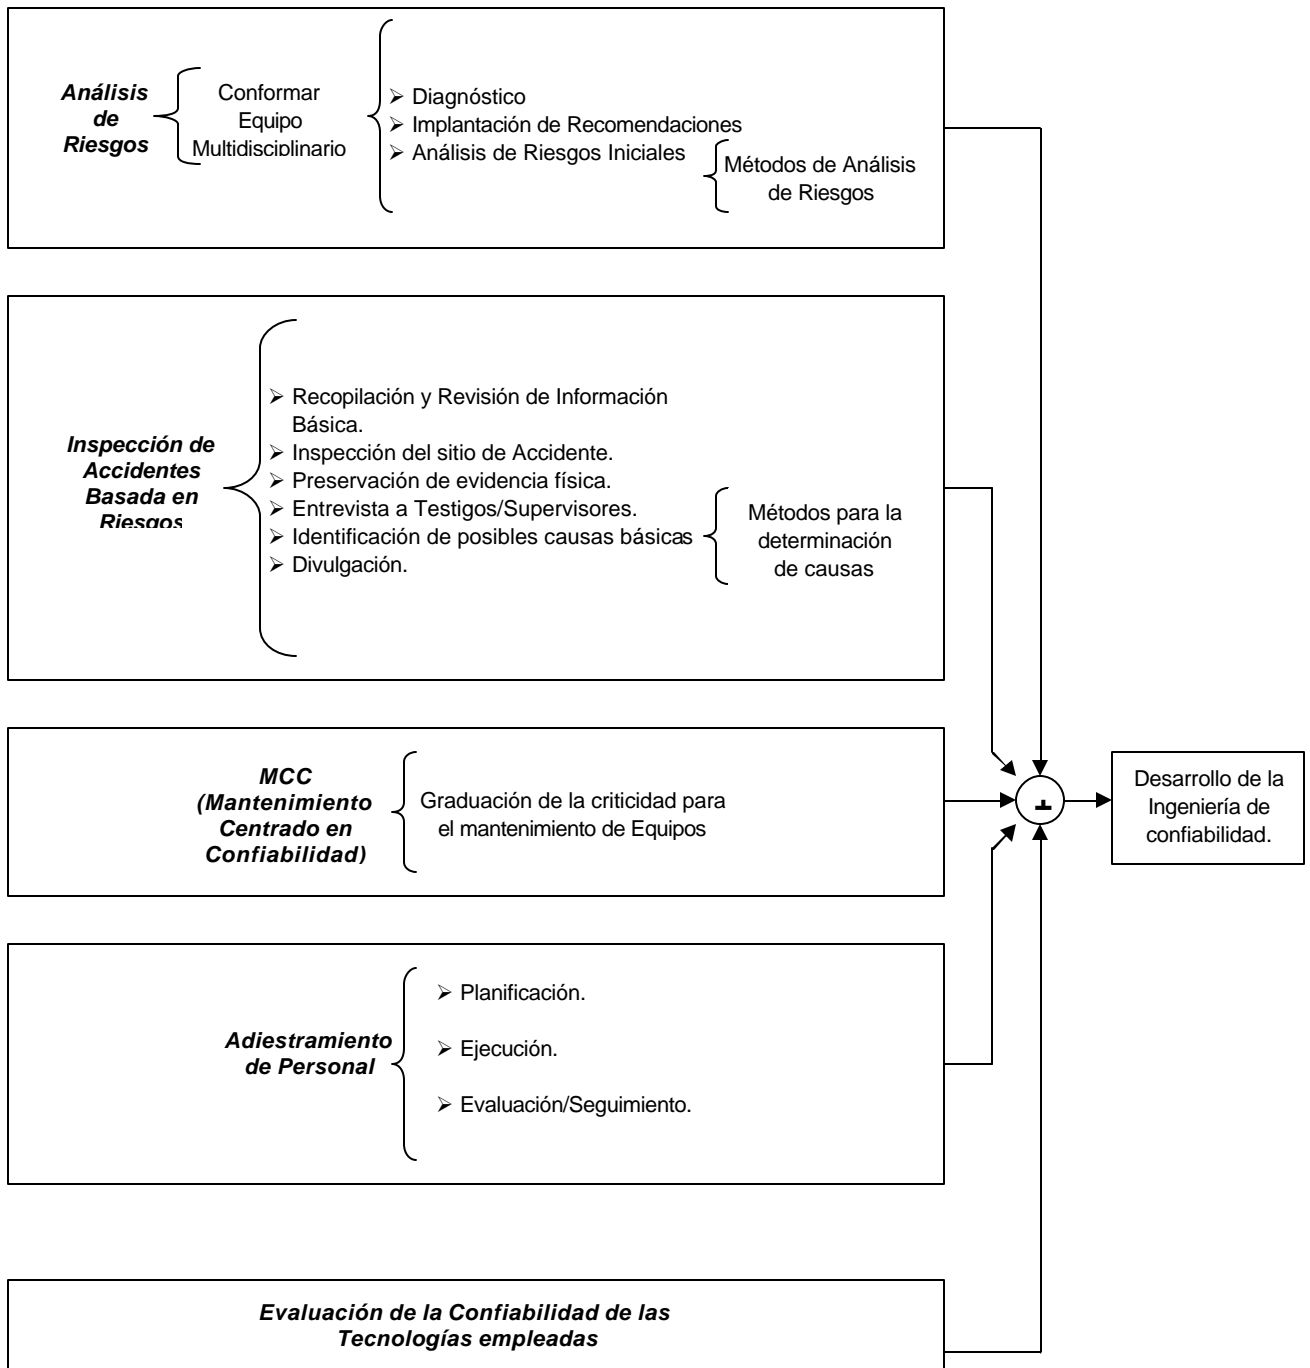 Análisis
de
Riesgos
Conformar
Equipo
Multidisciplinario
➢ Diagnóstico
➢ Implantación de Recomendaciones
➢ Análisis de Riesgos Iniciales
Métodos de Análisis
de Riesgos
Inspección de
Accidentes
Basada en
Riesgos
➢ Recopilación y Revisión de Información
Básica.
➢ Inspección del sitio de Accidente.
➢ Preservación de evidencia física.
➢ Entrevista a Testigos/Supervisores.
➢ Identificación de posibles causas básicas
➢ Divulgación.
Métodos para la
determinación
de causas
MCC
(Mantenimiento
Centrado en
Confiabilidad)
Graduación de la criticidad para
el mantenimiento de Equipos
Adiestramiento
de Personal
➢ Planificación.
➢ Ejecución.
➢ Evaluación/Seguimiento.
Evaluación de la Confiabilidad de las
Tecnologías empleadas
Desarrollo de la
Ingeniería de
confiabilidad.